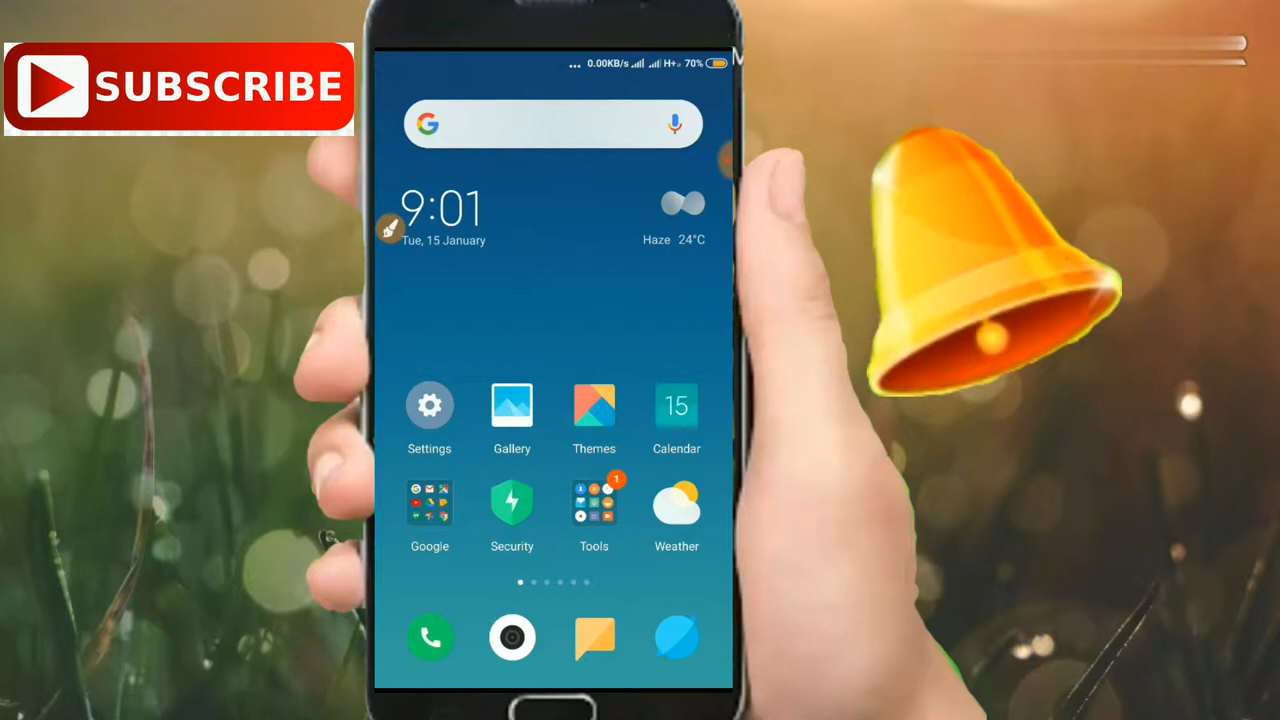 SUBSCRIBE
0.00KB/s H+ 70%
9:01
Tue, 15 January
Haze 24°C
15
Settings Gallery Themes Calendar
1
Google Security Tools Weather